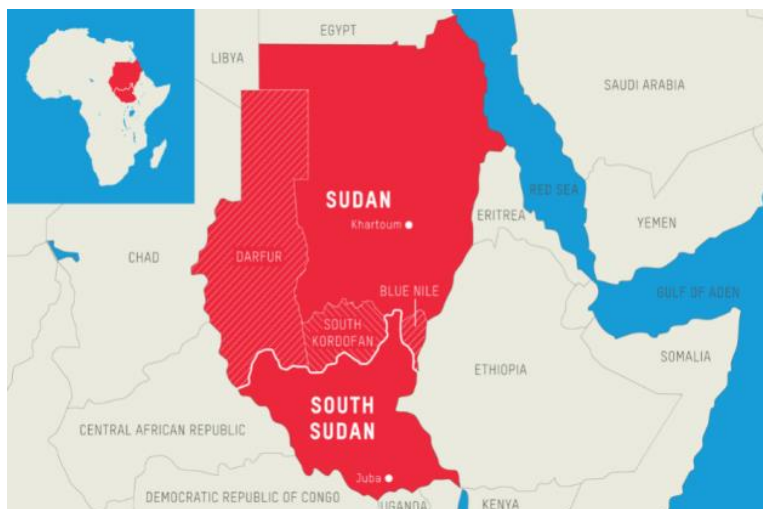 EGYPT
LIBYA
SAUDI ARABIA
RED SEA
SUDAN
Khartoum
ERITREA
YEMEN
CHAD
DARFUR
BLUE NILE
GULF OF ADEN
SOUTH
KORDOFAN
SOMALIA
ETHIOPIA
SOUTH
SUDAN
CENTRAL AFRICAN REPUBLIC
Juba
DEMOCRATIC REPUBLIC OF CONGO
UGANDA
KENYA